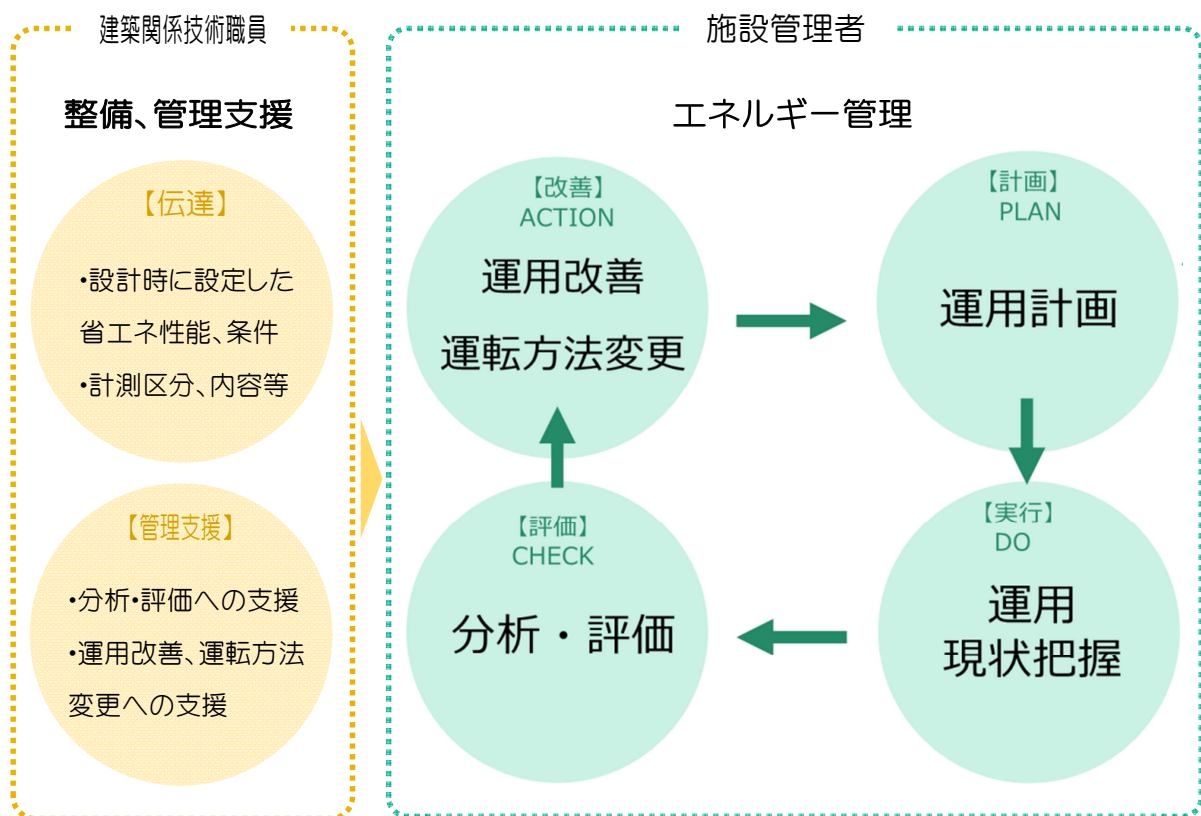 建築関係技術職員
整備、管理支援
【伝達】
・設計時に設定した
省エネ性能、条件
・計測区分、内容等
【管理支援】
・分析・評価への支援
・運用改善、運転方法
変更への支援
施設管理者
エネルギー管理
【改善】
ACTION
運用改善
運転方法変更
【計画】
PLAN
運用計画
【実行】
DO
運用
現状把握
【評価】
CHECK
分析・評価